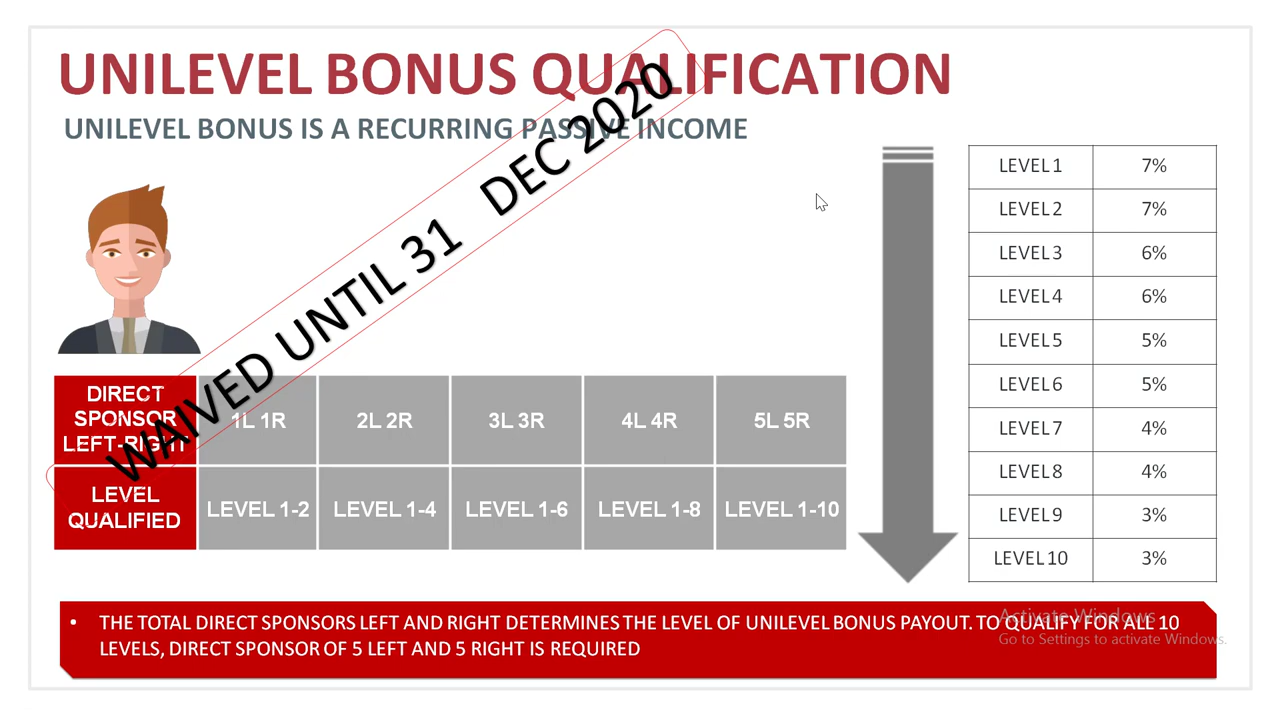 UNILEVEL BONUS QUALIFICATION
UNILEVEL BONUS IS A RECURRING PASSIVE INCOME
WAIVED UNTIL 31 DEC 2020
DIRECT
SPONSOR
LEFT-RIGHT
1L 1R
2L 2R
3L 3R
4L 4R
5L 5R
LEVEL
QUALIFIED
LEVEL 1-2
LEVEL 1-4
LEVEL 1-6
LEVEL 1-8
LEVEL 1-10
LEVEL 1 7%
LEVEL 2 7%
LEVEL 3 6%
LEVEL 4 6%
LEVEL 5 5%
LEVEL 6 5%
LEVEL 7 4%
LEVEL 8 4%
LEVEL 9 3%
LEVEL 10 3%
• THE TOTAL DIRECT SPONSORS LEFT AND RIGHT DETERMINES THE LEVEL OF UNILEVEL BONUS PAYOUT. TO QUALIFY FOR ALL 10
LEVELS, DIRECT SPONSOR OF 5 LEFT AND 5 RIGHT IS REQUIRED
Activate Windows
Go to Settings to activate Windows.